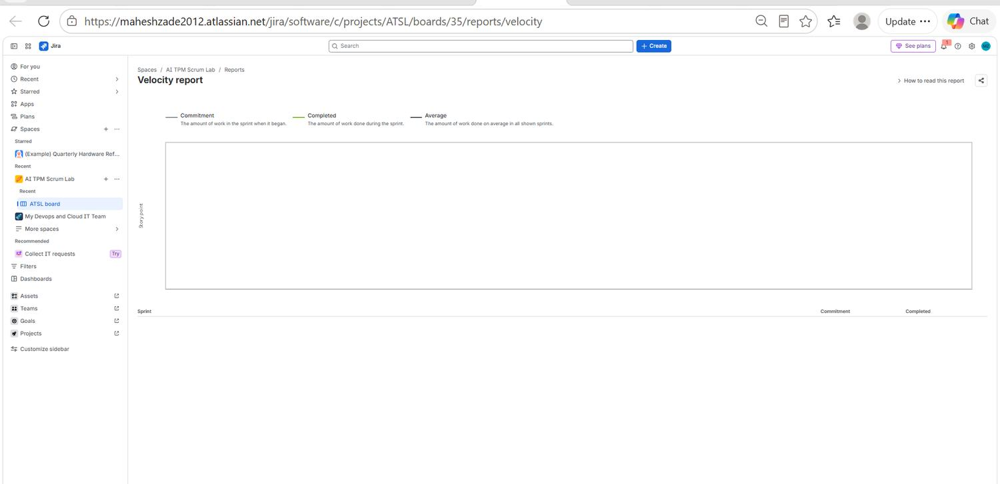 https://maheshzade2012.atlassian.net/jira/software/c/projects/ATSL/boards/35/reports/velocity
Update
Chat
Jira
Search
+ Create
See plans
1
MZ
For you
Recent
Starred
Apps
Plans
Spaces
Starred
(Example) Quarterly Hardware Ref...
Recent
AI TPM Scrum Lab
Recent
ATSL board
My Devops and Cloud IT Team
More spaces
Recommended
Collect IT requests
Try
Filters
Dashboards
Assets
Teams
Goals
Projects
Customize sidebar
Spaces / AI TPM Scrum Lab / Reports
Velocity report
How to read this report
Commitment
The amount of work in the sprint when it began.
Completed
The amount of work done during the sprint.
Average
The amount of work done on average in all shown sprints.
Story point
Sprint Commitment Completed